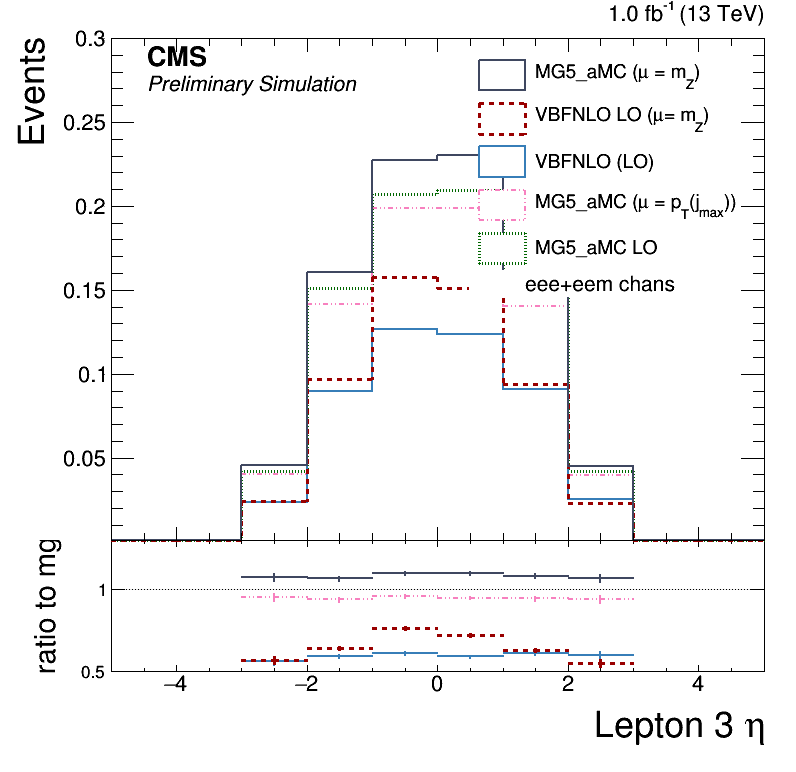 1.0 fb⁻¹ (13 TeV)
CMS
Preliminary Simulation
Events
0.3
0.25
0.2
0.15
0.1
0.05
MG5_aMC (μ = m_Z)
VBFNLO LO (μ= m_Z)
VBFNLO (LO)
MG5_aMC (μ = p_T(j_max))
MG5_aMC LO
eee+eem chans
ratio to mg
1
0.5
−4 −2 0 2 4
Lepton 3 η